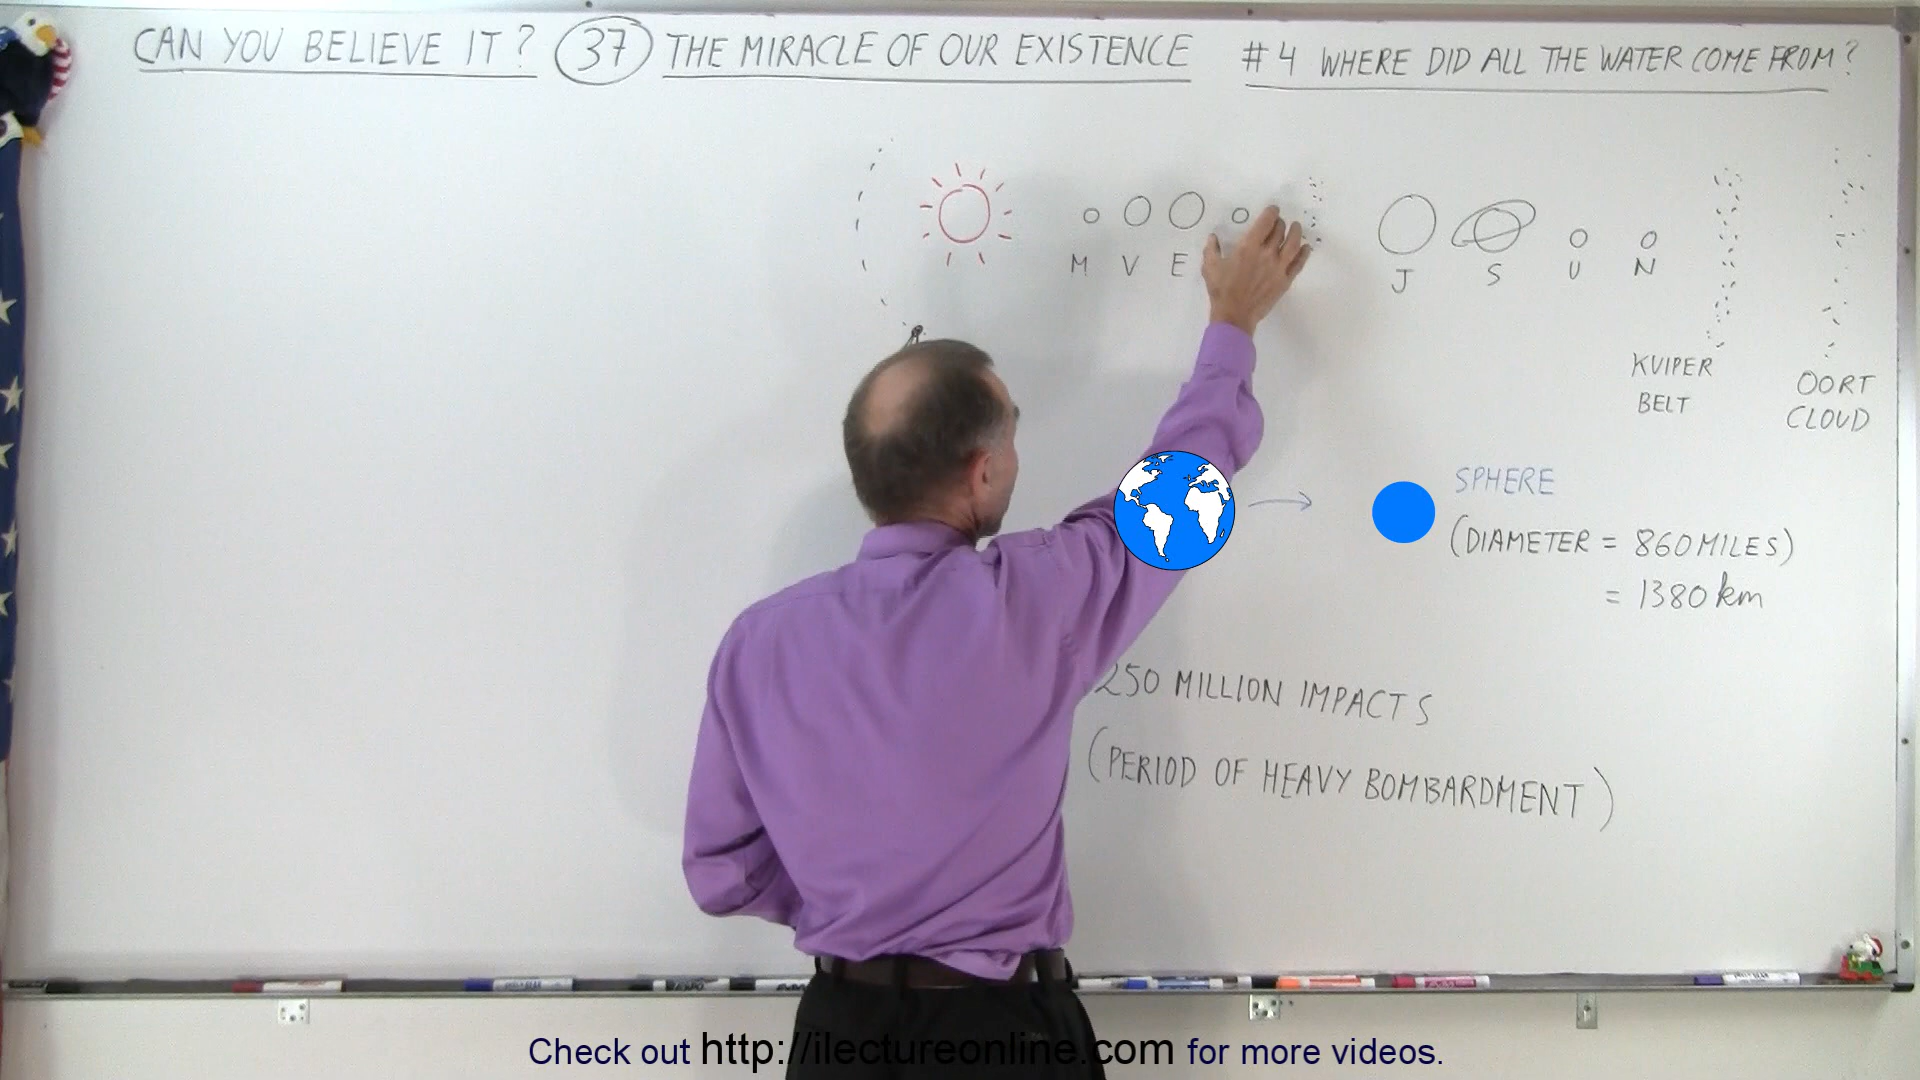 CAN YOU BELIEVE IT? 37 THE MIRACLE OF OUR EXISTENCE #4 WHERE DID ALL THE WATER COME FROM?
M V E J S U N
KUIPER
BELT
OORT
CLOUD
SPHERE
(DIAMETER = 860 MILES)
= 1380 km
250 MILLION IMPACTS
(PERIOD OF HEAVY BOMBARDMENT)
Check out http://ilectureonline.com for more videos.